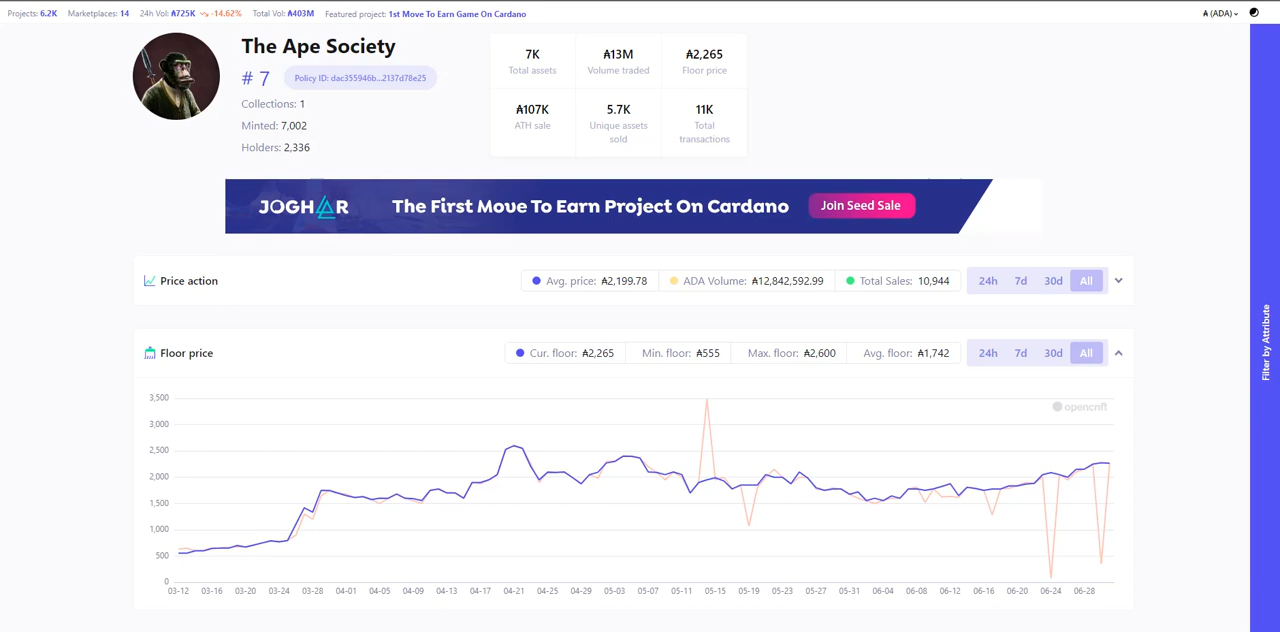 Projects: 6.2K Marketplaces: 14 24h Vol: ₳725K -14.62% Total Vol: ₳403M Featured project: 1st Move To Earn Game On Cardano ₳ (ADA)
The Ape Society
# 7 Policy ID: dac355946b...2137d78e25
Collections: 1
Minted: 7,002
Holders: 2,336
7K ₳13M ₳2,265
Total assets Volume traded Floor price
₳107K 5.7K 11K
ATH sale Unique assets sold Total transactions
JOGHAR The First Move To Earn Project On Cardano Join Seed Sale
Price action Avg. price: ₳2,199.78 ADA Volume: ₳12,842,592.99 Total Sales: 10,944 24h 7d 30d All
Floor price Cur. floor: ₳2,265 Min. floor: ₳555 Max. floor: ₳2,600 Avg. floor: ₳1,742 24h 7d 30d All
opencnft
3,500
3,000
2,500
2,000
1,500
1,000
500
0
03-12 03-16 03-20 03-24 03-28 04-01 04-05 04-09 04-13 04-17 04-21 04-25 04-29 05-03 05-07 05-11 05-15 05-19 05-23 05-27 05-31 06-04 06-08 06-12 06-16 06-20 06-24 06-28
Filter by Attribute